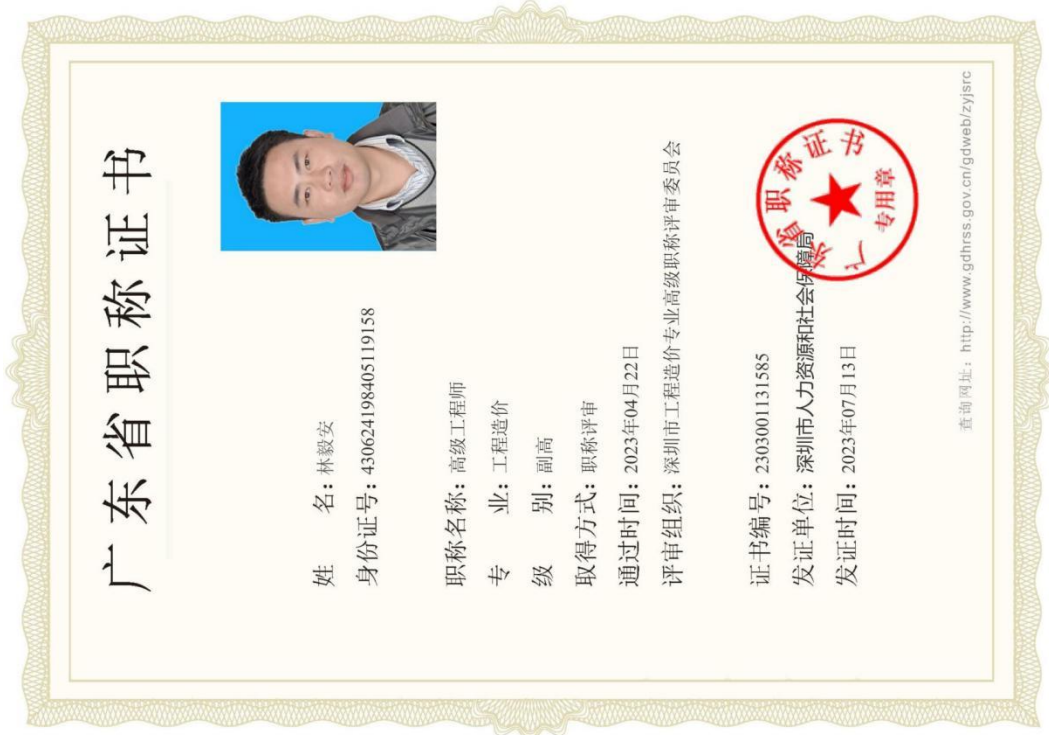 广东省职称证书
姓 名：林毅安
身份证号：430624198405119158
职称名称：高级工程师
专 业：工程造价
级 别：副高
取得方式：职称评审
通过时间：2023年04月22日
评审组织：深圳市工程造价专业高级职称评审委员会
证书编号：2303001131585
发证单位：深圳市人力资源和社会保障局
发证时间：2023年07月13日
广东省职称证书
专用章
查询网址：http://www.gdhrss.gov.cn/gdweb/zyjsrc